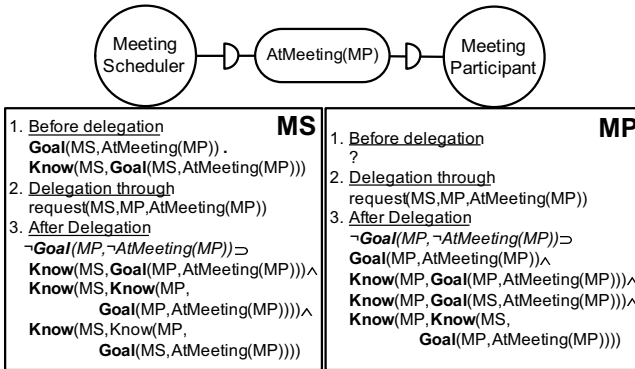 Meeting
Scheduler
AtMeeting(MP)
Meeting
Participant
MS
1. Before delegation
Goal(MS,AtMeeting(MP)) .
Know(MS,Goal(MS,AtMeeting(MP)))
2. Delegation through
request(MS,MP,AtMeeting(MP))
3. After Delegation
¬Goal(MP,¬AtMeeting(MP))⊃
Know(MS,Goal(MP,AtMeeting(MP)))∧
Know(MS,Know(MP,
Goal(MP,AtMeeting(MP))))∧
Know(MS,Know(MP,
Goal(MS,AtMeeting(MP))))
MP
1. Before delegation
?
2. Delegation through
request(MS,MP,AtMeeting(MP))
3. After Delegation
¬Goal(MP,¬AtMeeting(MP))⊃
Goal(MP,AtMeeting(MP))∧
Know(MP,Goal(MP,AtMeeting(MP)))∧
Know(MP,Goal(MS,AtMeeting(MP)))∧
Know(MP,Know(MS,
Goal(MP,AtMeeting(MP))))